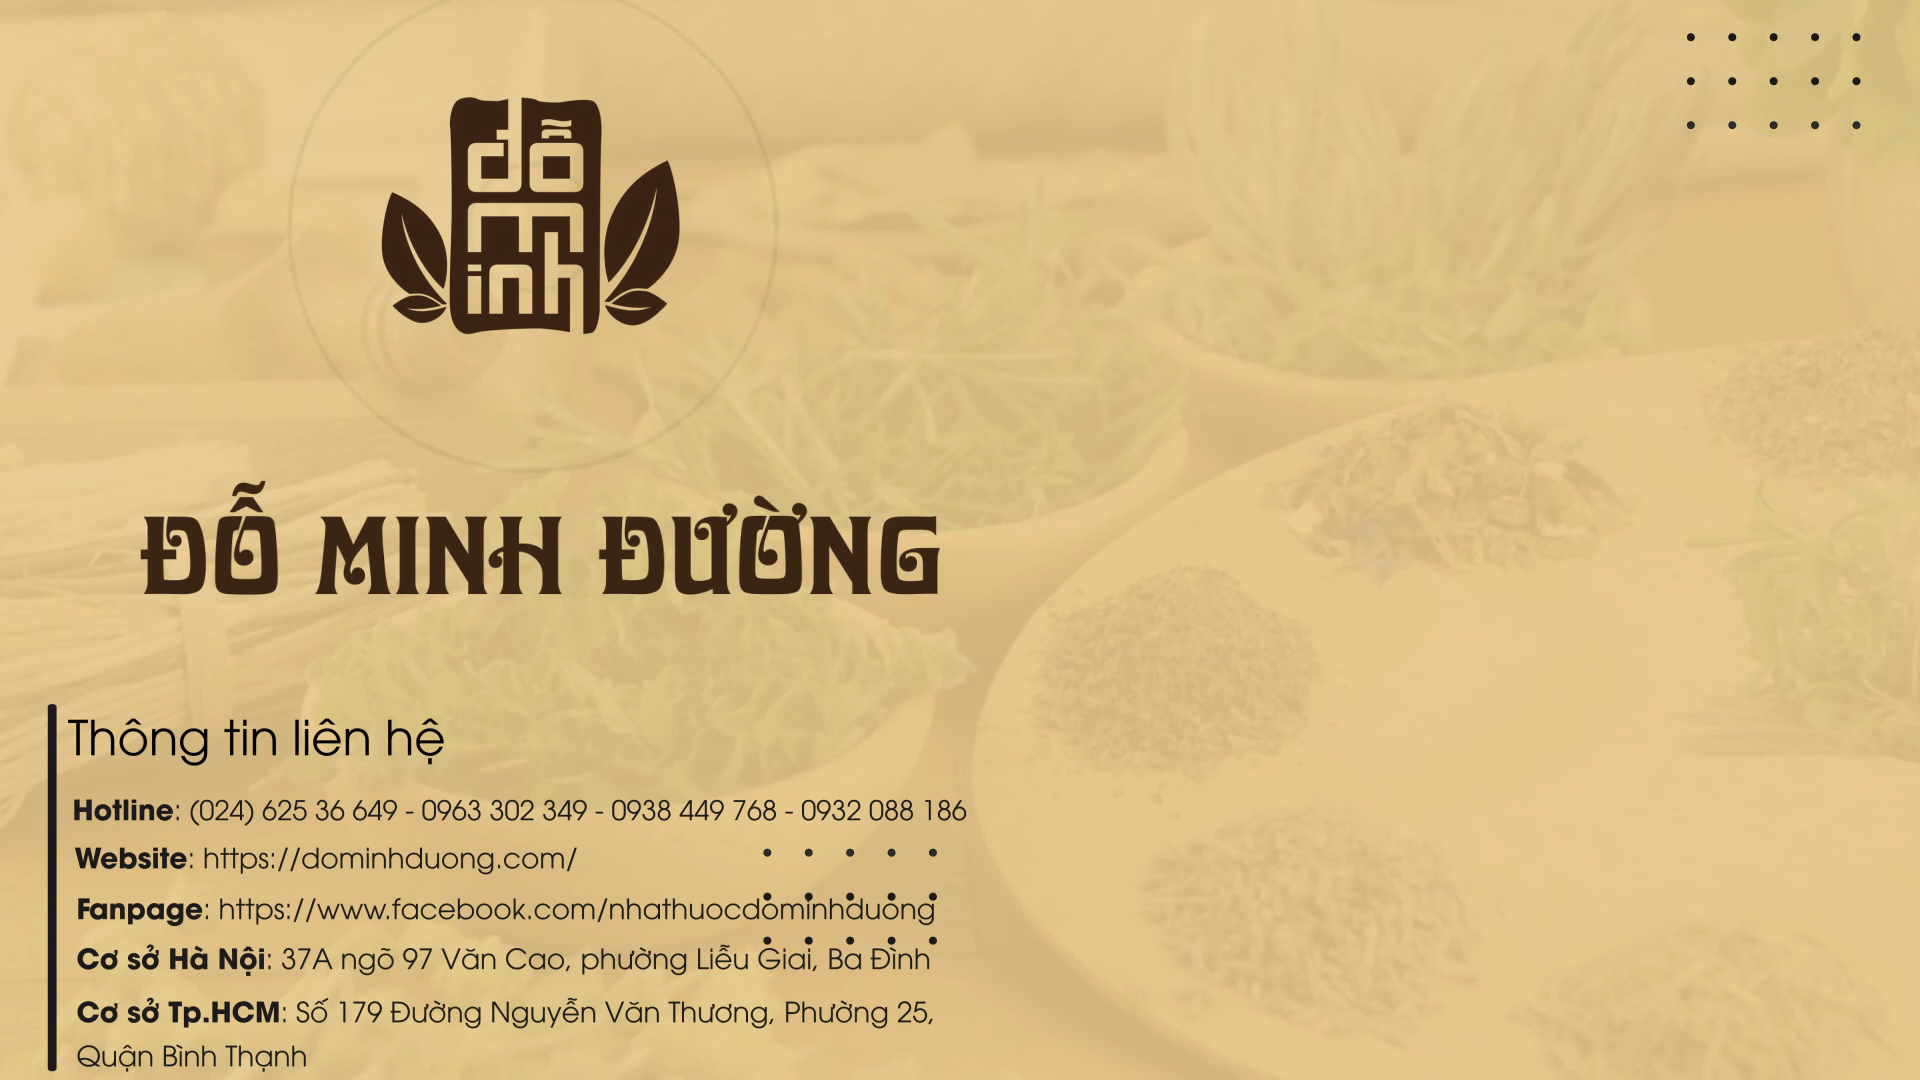 đỗ
minh
ĐỖ MINH ĐƯỜNG
Thông tin liên hệ
Hotline: (024) 625 36 649 - 0963 302 349 - 0938 449 768 - 0932 088 186
Website: https://dominhduong.com/
Fanpage: https://www.facebook.com/nhathuocdominhduong
Cơ sở Hà Nội: 37A ngõ 97 Văn Cao, phường Liễu Giai, Ba Đình
Cơ sở Tp.HCM: Số 179 Đường Nguyễn Văn Thương, Phường 25,
Quận Bình Thạnh